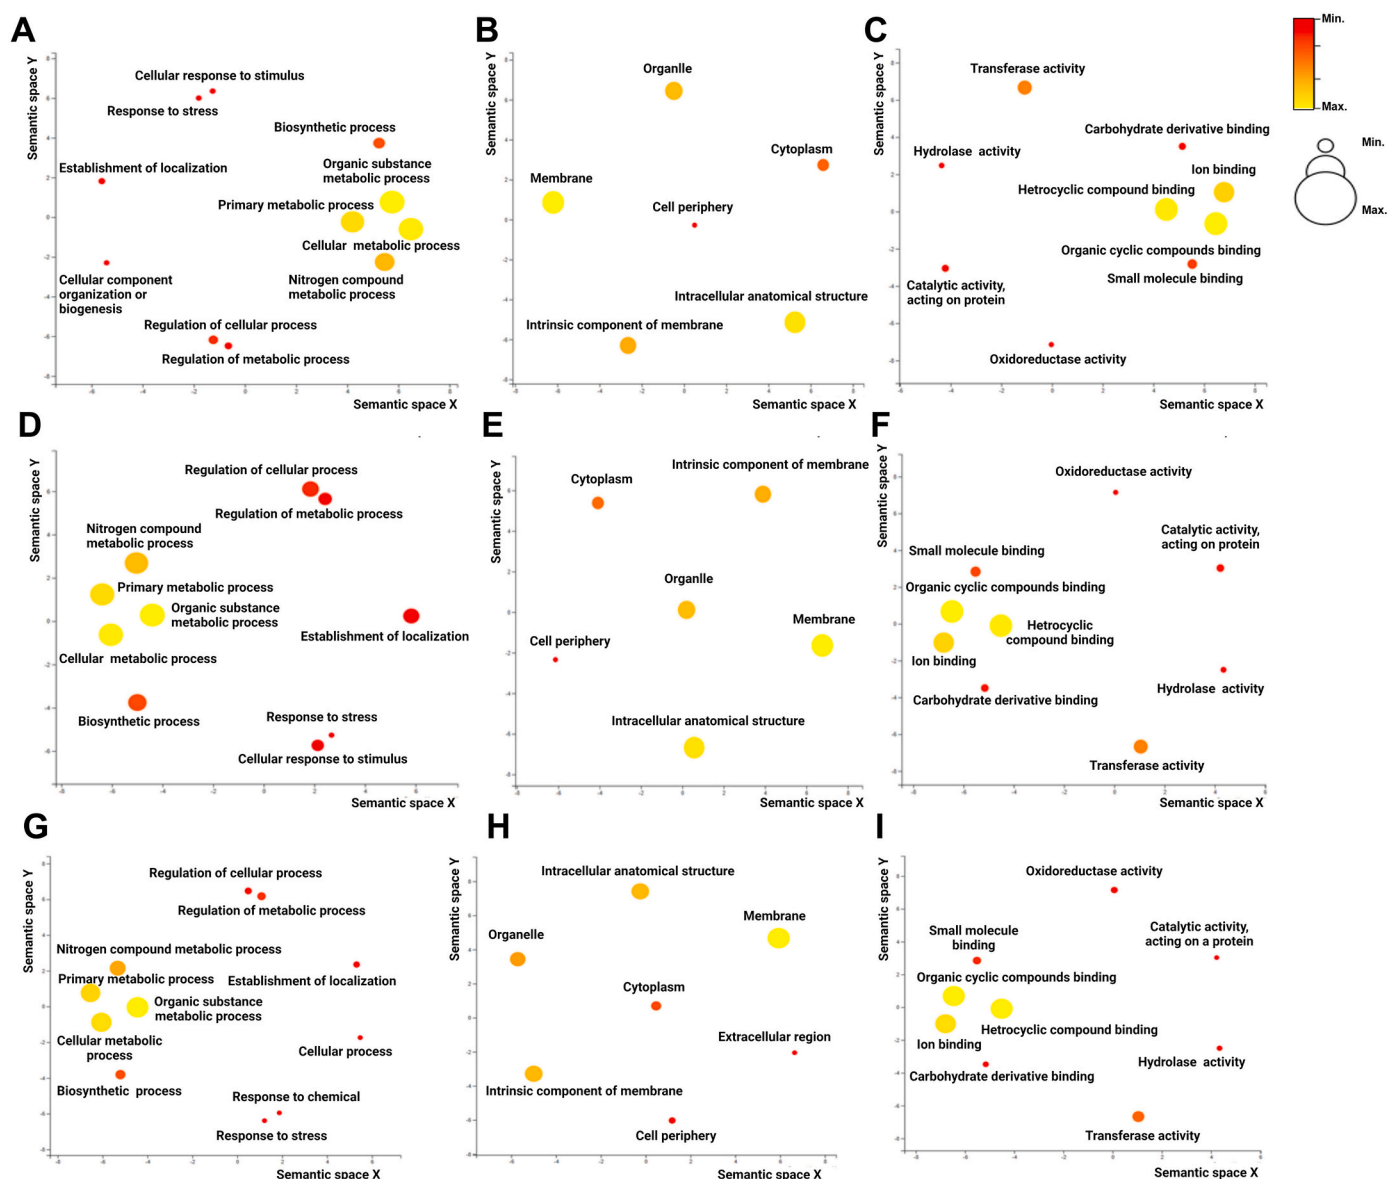 A
Semantic space Y
Cellular response to stimulus
Response to stress
Biosynthetic process
Establishment of localization
Organic substance
metabolic process
Primary metabolic process
Cellular metabolic process
Cellular component
organization or
biogenesis
Nitrogen compound
metabolic process
Regulation of cellular process
Regulation of metabolic process
Semantic space X
B
Semantic space Y
Organlle
Cytoplasm
Membrane
Cell periphery
Intracellular anatomical structure
Intrinsic component of membrane
Semantic space X
C
Semantic space Y
Transferase activity
Carbohydrate derivative binding
Hydrolase activity
Ion binding
Hetrocyclic compound binding
Organic cyclic compounds binding
Small molecule binding
Catalytic activity,
acting on protein
Oxidoreductase activity
Semantic space X
Min.
Max.
Min.
Max.
D
Semantic space Y
Regulation of cellular process
Regulation of metabolic process
Nitrogen compound
metabolic process
Primary metabolic process
Organic substance
metabolic process
Establishment of localization
Cellular metabolic process
Biosynthetic process
Response to stress
Cellular response to stimulus
Semantic space X
E
Semantic space Y
Intrinsic component of membrane
Cytoplasm
Organlle
Membrane
Cell periphery
Intracellular anatomical structure
Semantic space X
F
Semantic space Y
Oxidoreductase activity
Catalytic activity,
acting on protein
Small molecule binding
Organic cyclic compounds binding
Hetrocyclic
compound binding
Ion binding
Hydrolase activity
Carbohydrate derivative binding
Transferase activity
Semantic space X
G
Semantic space Y
Regulation of cellular process
Regulation of metabolic process
Nitrogen compound metabolic process
Primary metabolic process
Establishment of localization
Organic substance
metabolic process
Cellular metabolic
process
Cellular process
Biosynthetic process
Response to chemical
Response to stress
Semantic space X
H
Semantic space Y
Intracellular anatomical structure
Membrane
Organelle
Cytoplasm
Extracellular region
Intrinsic component of membrane
Cell periphery
Semantic space X
I
Semantic space Y
Oxidoreductase activity
Small molecule
binding
Catalytic activity,
acting on a protein
Organic cyclic compounds binding
Hetrocyclic compound binding
Ion binding
Hydrolase activity
Carbohydrate derivative binding
Transferase activity
Semantic space X